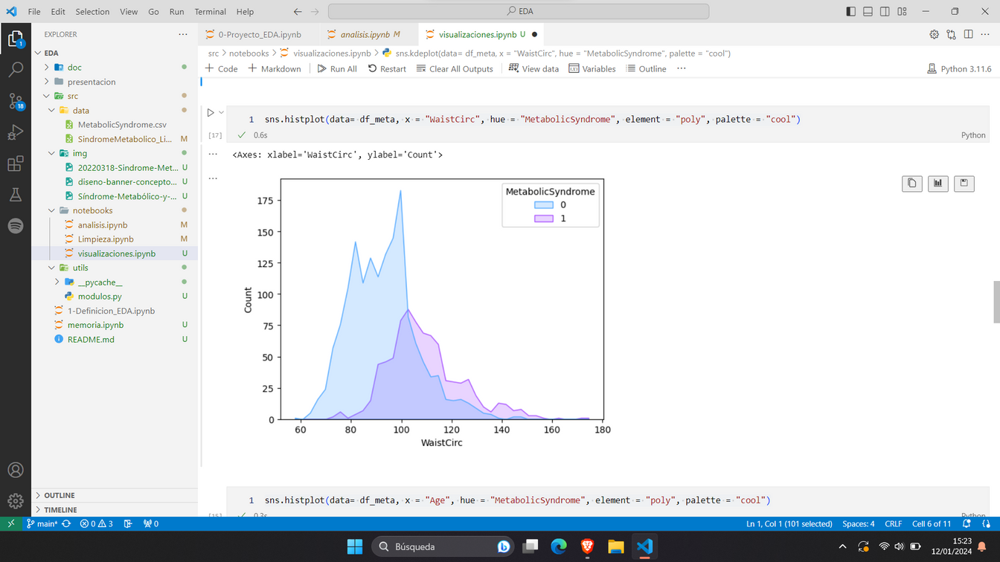 File Edit Selection View Go Run Terminal Help
EDA
EXPLORER
EDA
doc
presentacion
src
data
MetabolicSyndrome.csv
SindromeMetabolico_Li... M
img
20220318-Sindrome-Met... U
diseno-banner-concepto... U
Síndrome-Metabólico-y-... U
notebooks
analisis.ipynb M
Limpieza.ipynb M
visualizaciones.ipynb U
utils
__pycache__
modulos.py U
1-Definicion_EDA.ipynb
memoria.ipynb U
README.md U
OUTLINE
TIMELINE
1
18
0-Proyecto_EDA.ipynb analisis.ipynb M visualizaciones.ipynb U
src > notebooks > visualizaciones.ipynb > sns.kdeplot(data= df_meta, x = "WaistCirc", hue = "MetabolicSyndrome", palette = "cool")
+ Code + Markdown Run All Restart Clear All Outputs View data Variables Outline ... Python 3.11.6
1 sns.histplot(data= df_meta, x = "WaistCirc", hue = "MetabolicSyndrome", element = "poly", palette = "cool")
[17] 0.6s Python
<Axes: xlabel='WaistCirc', ylabel='Count'>
MetabolicSyndrome
0
1
175
150
125
100
75
50
25
0
Count
60 80 100 120 140 160 180
WaistCirc
1 sns.histplot(data= df_meta, x = "Age", hue = "MetabolicSyndrome", element = "poly", palette = "cool")
[15] 0.3s Python
main* 0 3 0 Ln 1, Col 1 (101 selected) Spaces: 4 CRLF Cell 6 of 11
Búsqueda
15:23
12/01/2024